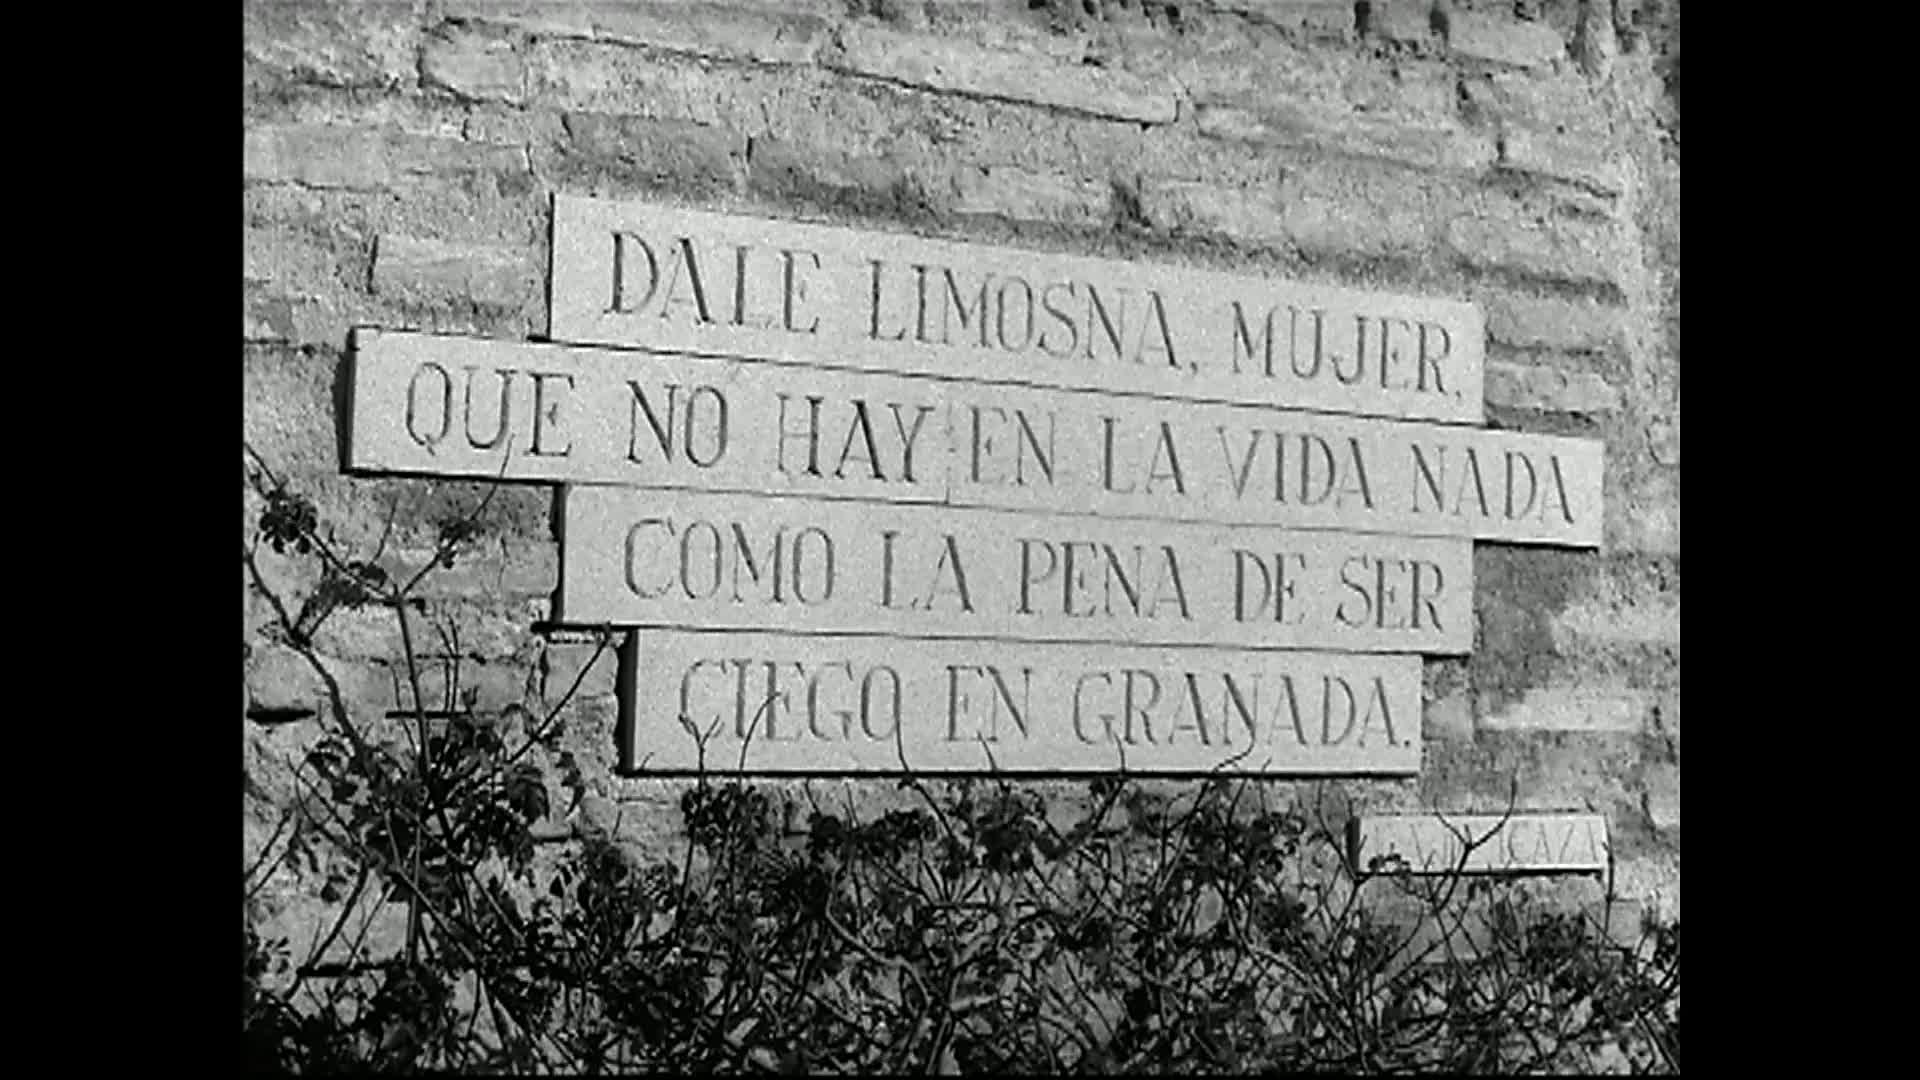 DALE LIMOSNA, MUJER,
QUE NO HAY EN LA VIDA NADA
COMO LA PENA DE SER
CIEGO EN GRANADA.